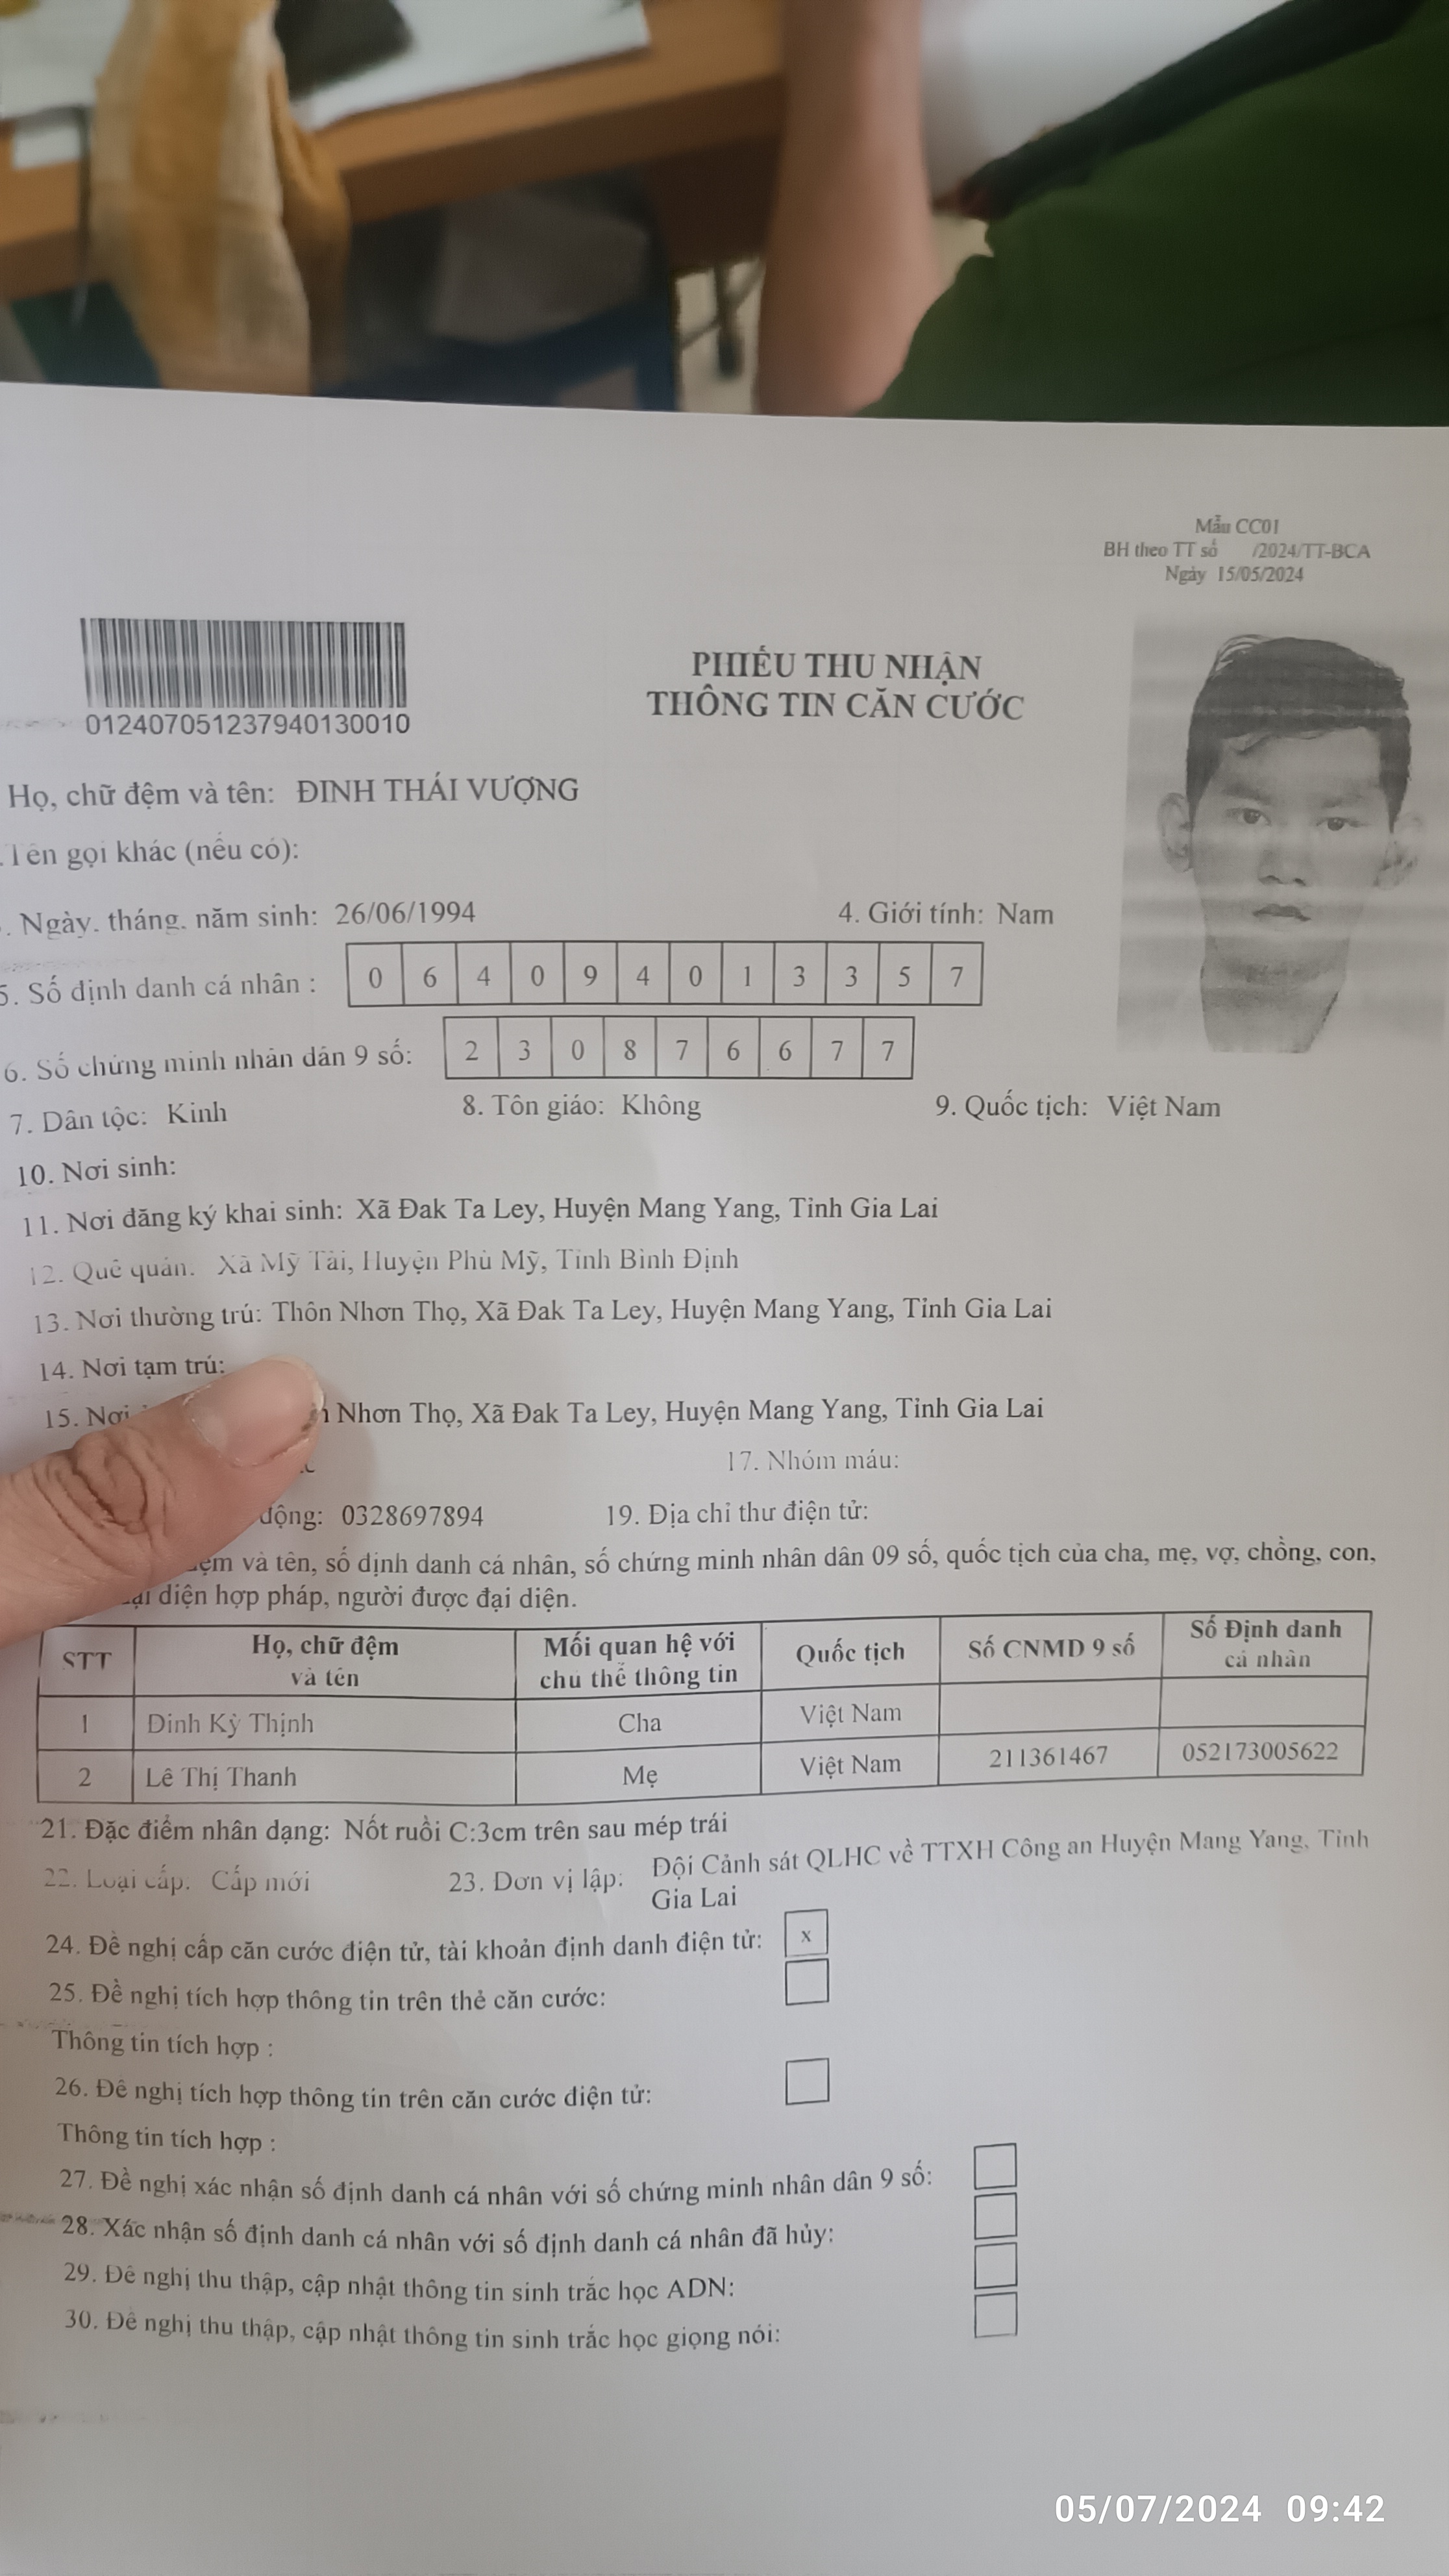 Mẫu CC01
BH theo TT số /2024/TT-BCA
Ngày 15/05/2024
012407051237940130010
PHIẾU THU NHẬN
THÔNG TIN CĂN CƯỚC
Họ, chữ đệm và tên: ĐINH THÁI VƯỢNG
Tên gọi khác (nếu có):
. Ngày, tháng, năm sinh: 26/06/1994 4. Giới tính: Nam
5. Số định danh cá nhân : 0 6 4 0 9 4 0 1 3 3 5 7
6. Số chứng minh nhân dân 9 số: 2 3 0 8 7 6 6 7 7
7. Dân tộc: Kinh 8. Tôn giáo: Không 9. Quốc tịch: Việt Nam
10. Nơi sinh:
11. Nơi đăng ký khai sinh: Xã Đak Ta Ley, Huyện Mang Yang, Tỉnh Gia Lai
12. Quê quán: Xã Mỹ Tài, Huyện Phù Mỹ, Tỉnh Bình Định
13. Nơi thường trú: Thôn Nhơn Thọ, Xã Đak Ta Ley, Huyện Mang Yang, Tỉnh Gia Lai
14. Nơi tạm trú:
15. Nơi Nhơn Thọ, Xã Đak Ta Ley, Huyện Mang Yang, Tỉnh Gia Lai
17. Nhóm máu:
động: 0328697894 19. Địa chỉ thư điện tử:
đệm và tên, số định danh cá nhân, số chứng minh nhân dân 09 số, quốc tịch của cha, mẹ, vợ, chồng, con,
đại diện hợp pháp, người được đại diện.
STT Họ, chữ đệm và tên Mối quan hệ với chủ thể thông tin Quốc tịch Số CNMD 9 số Số Định danh cá nhân
1 Đinh Kỳ Thịnh Cha Việt Nam
2 Lê Thị Thanh Mẹ Việt Nam 211361467 052173005622
21. Đặc điểm nhân dạng: Nốt ruồi C:3cm trên sau mép trái
22. Loại cấp: Cấp mới 23. Đơn vị lập: Đội Cảnh sát QLHC về TTXH Công an Huyện Mang Yang, Tỉnh
Gia Lai
24. Đề nghị cấp căn cước điện tử, tài khoản định danh điện tử: x
25. Đề nghị tích hợp thông tin trên thẻ căn cước:
Thông tin tích hợp :
26. Đề nghị tích hợp thông tin trên căn cước điện tử:
Thông tin tích hợp :
27. Đề nghị xác nhận số định danh cá nhân với số chứng minh nhân dân 9 số:
28. Xác nhận số định danh cá nhân với số định danh cá nhân đã hủy:
29. Đề nghị thu thập, cập nhật thông tin sinh trắc học ADN:
30. Đề nghị thu thập, cập nhật thông tin sinh trắc học giọng nói:
05/07/2024 09:42